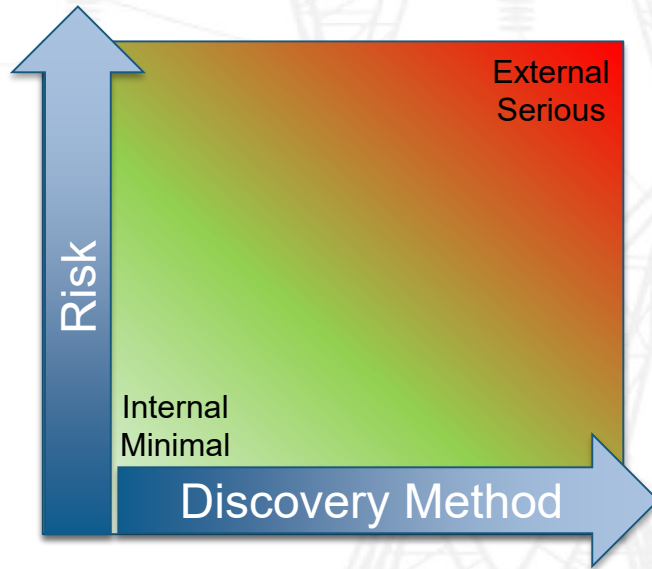 External
Serious
Risk
Internal
Minimal
Discovery Method